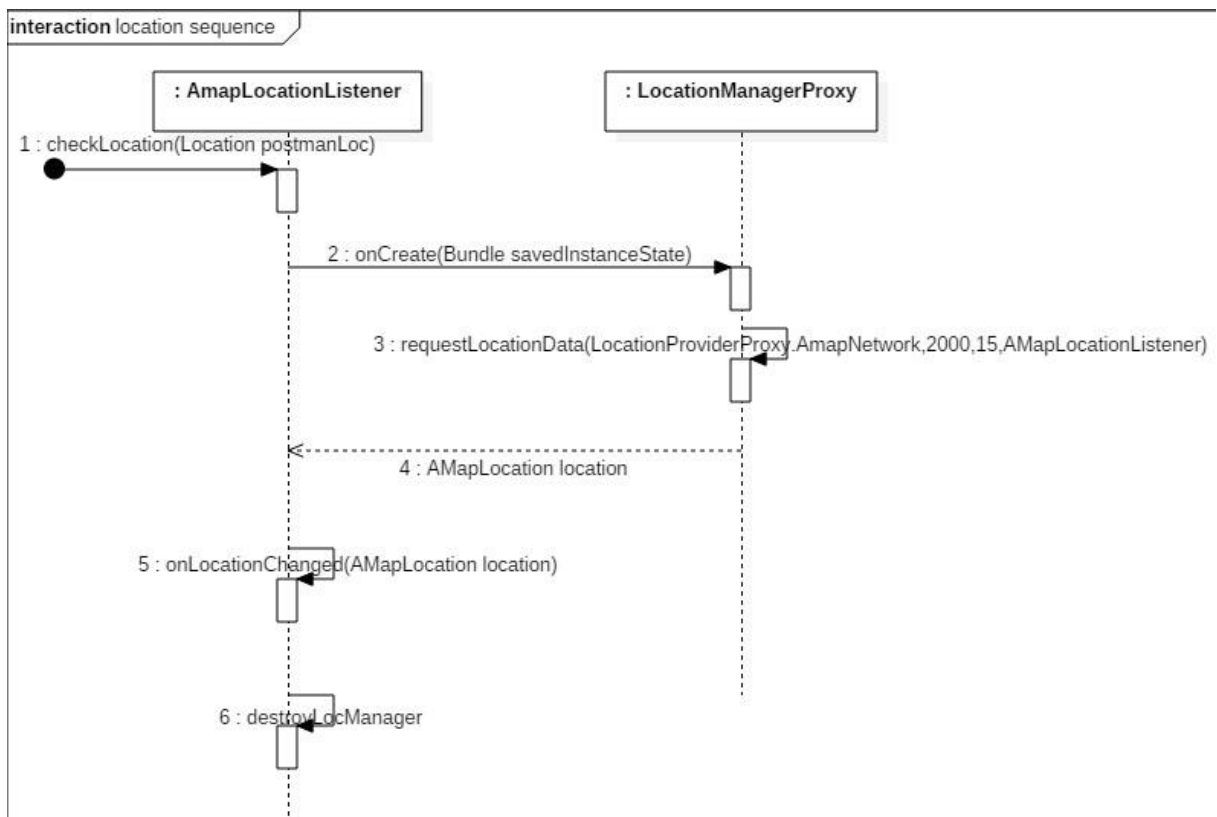 interaction location sequence
: AmapLocationListener
: LocationManagerProxy
1 : checkLocation(Location postmanLoc)
2 : onCreate(Bundle savedInstanceState)
3 : requestLocationData(LocationProviderProxy.AmapNetwork,2000,15,AMapLocationListener)
4 : AMapLocation location
5 : onLocationChanged(AMapLocation location)
6 : destroyLocManager